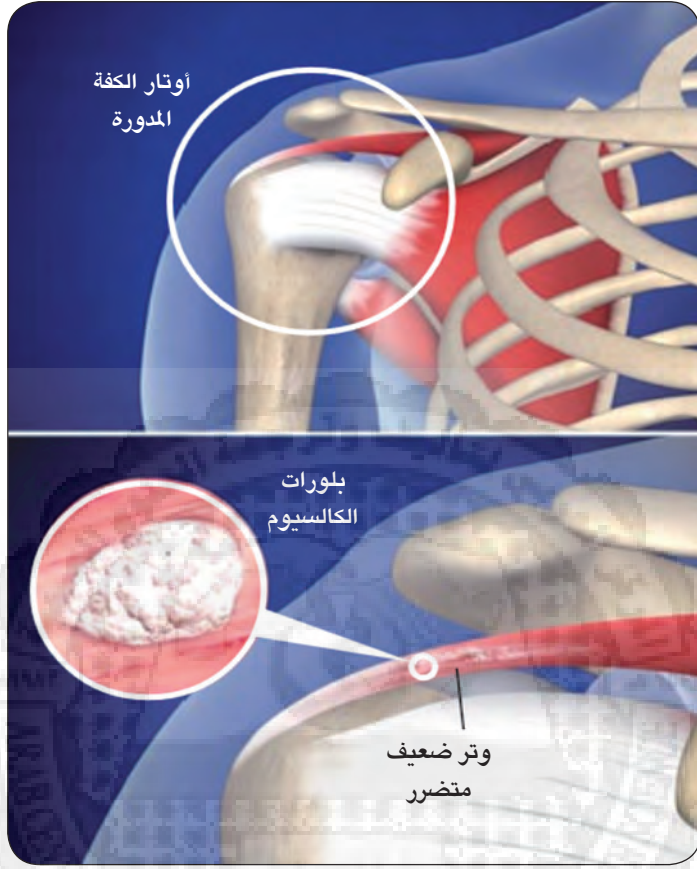 أوتار الكفة
المدورة
بلورات
الكالسيوم
وتر ضعيف
متضرر